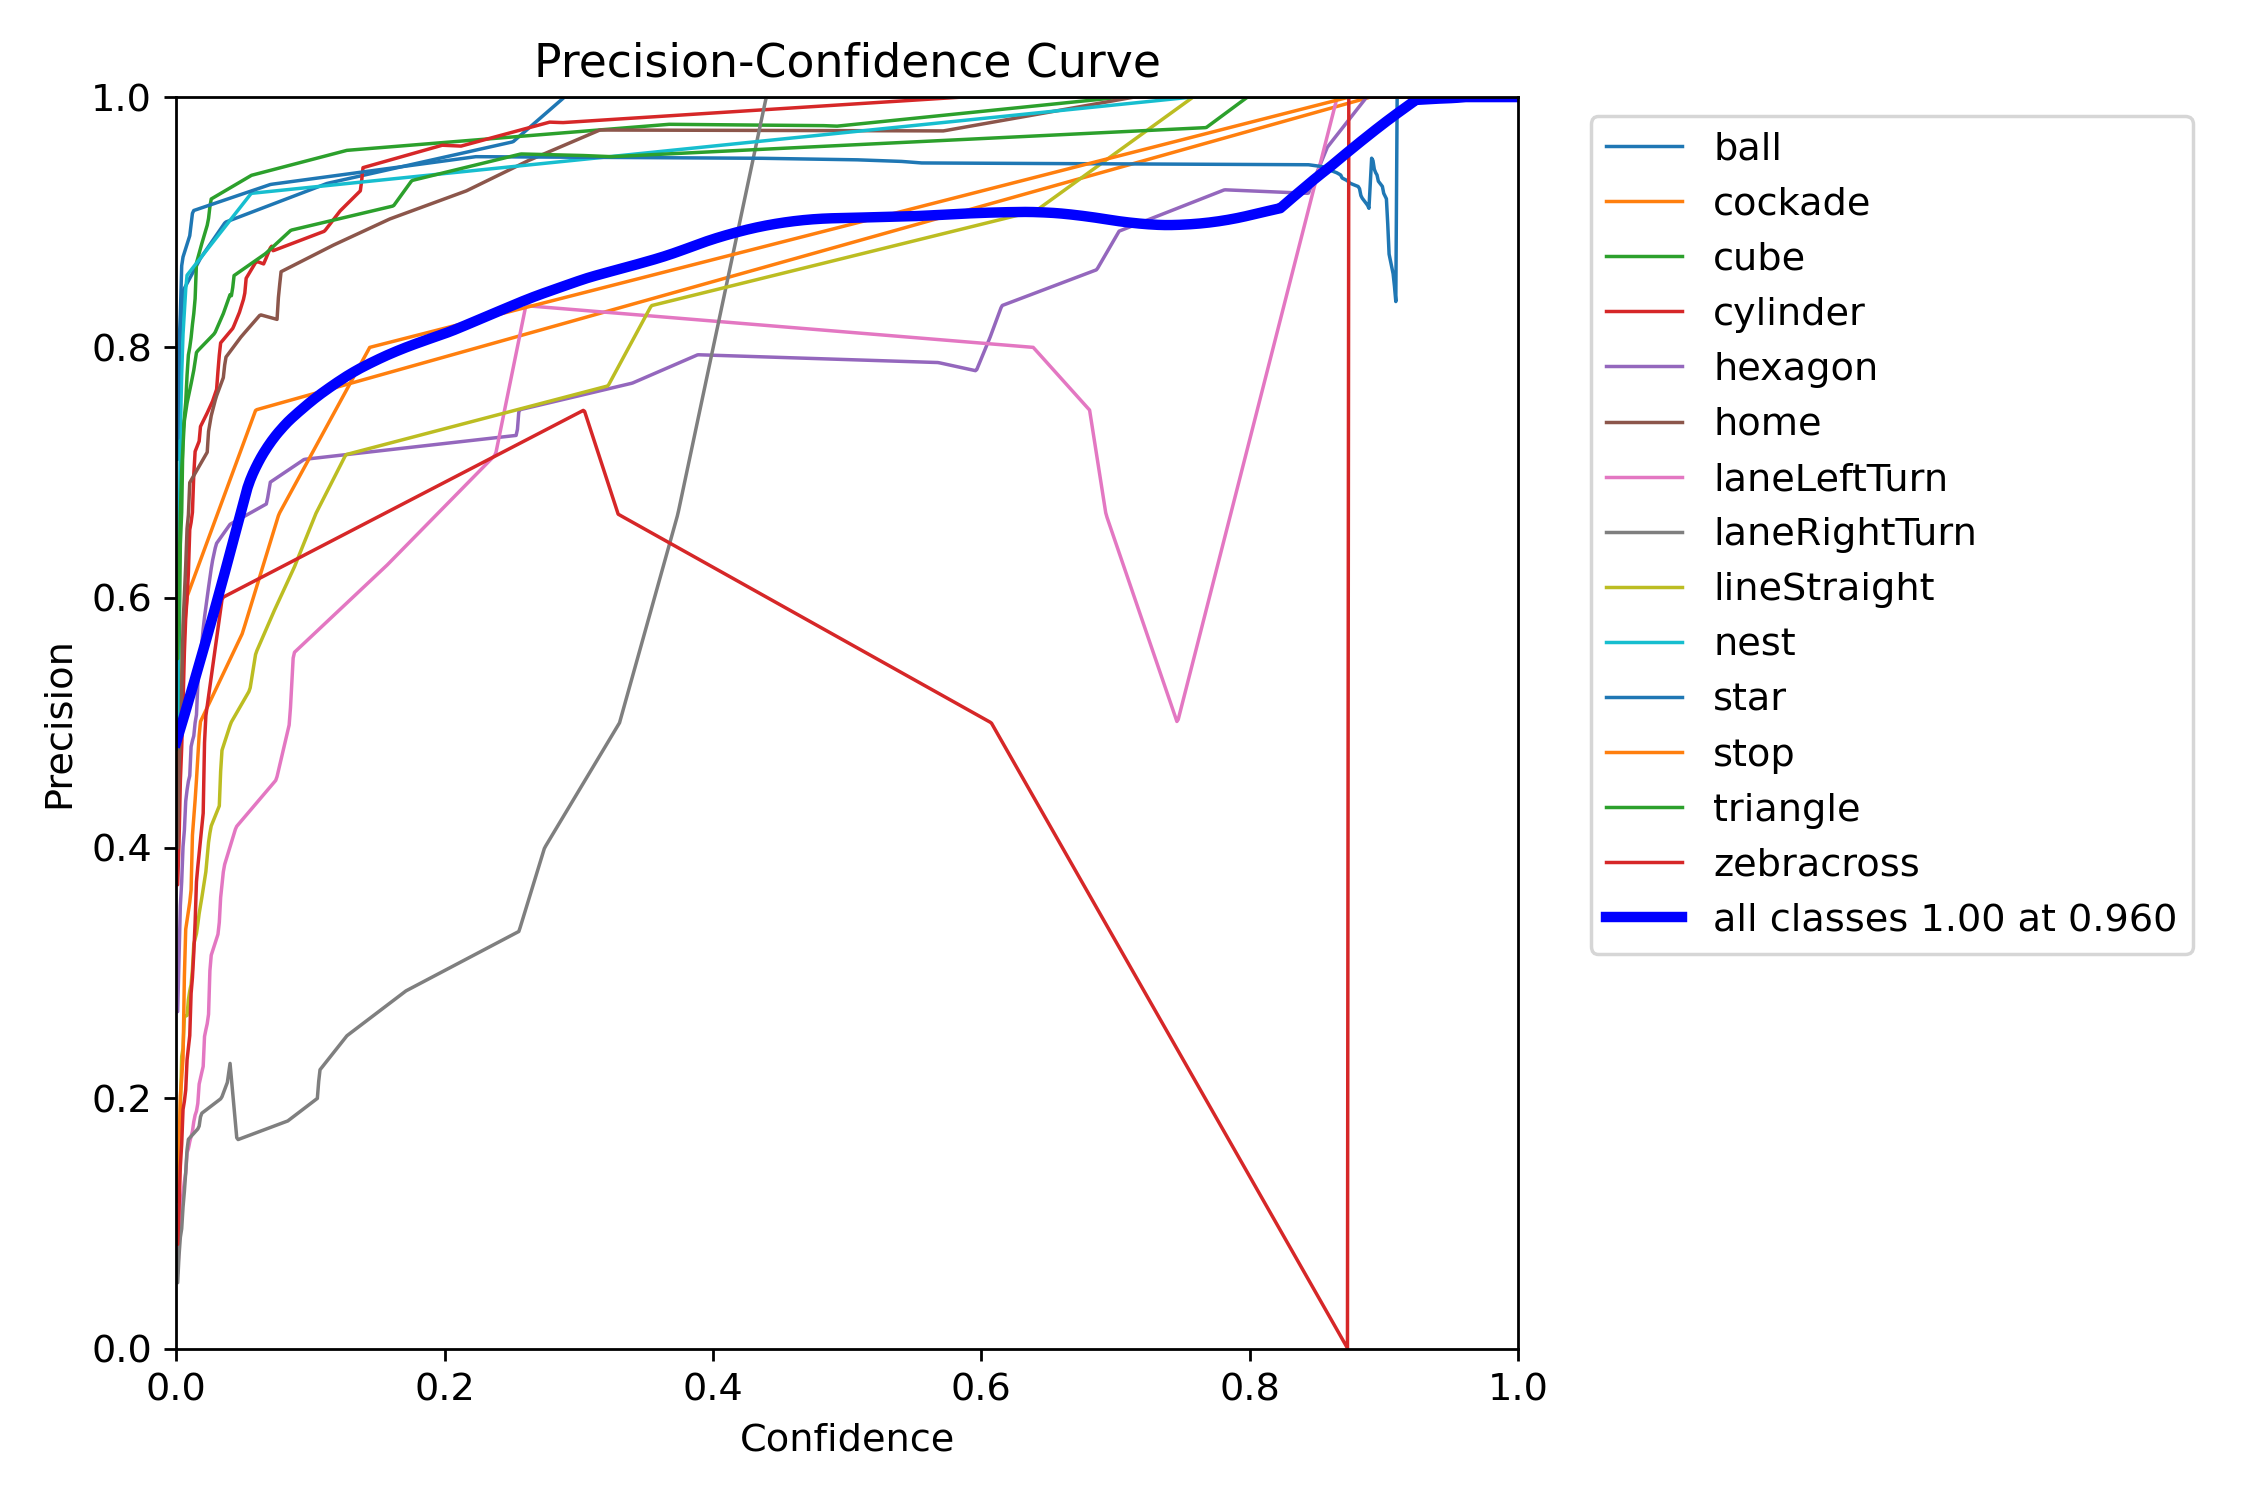 Precision-Confidence Curve
1.0
0.8
0.6
0.4
0.2
0.0
Precision
0.0 0.2 0.4 0.6 0.8 1.0
Confidence
ball
cockade
cube
cylinder
hexagon
home
laneLeftTurn
laneRightTurn
lineStraight
nest
star
stop
triangle
zebracross
all classes 1.00 at 0.960